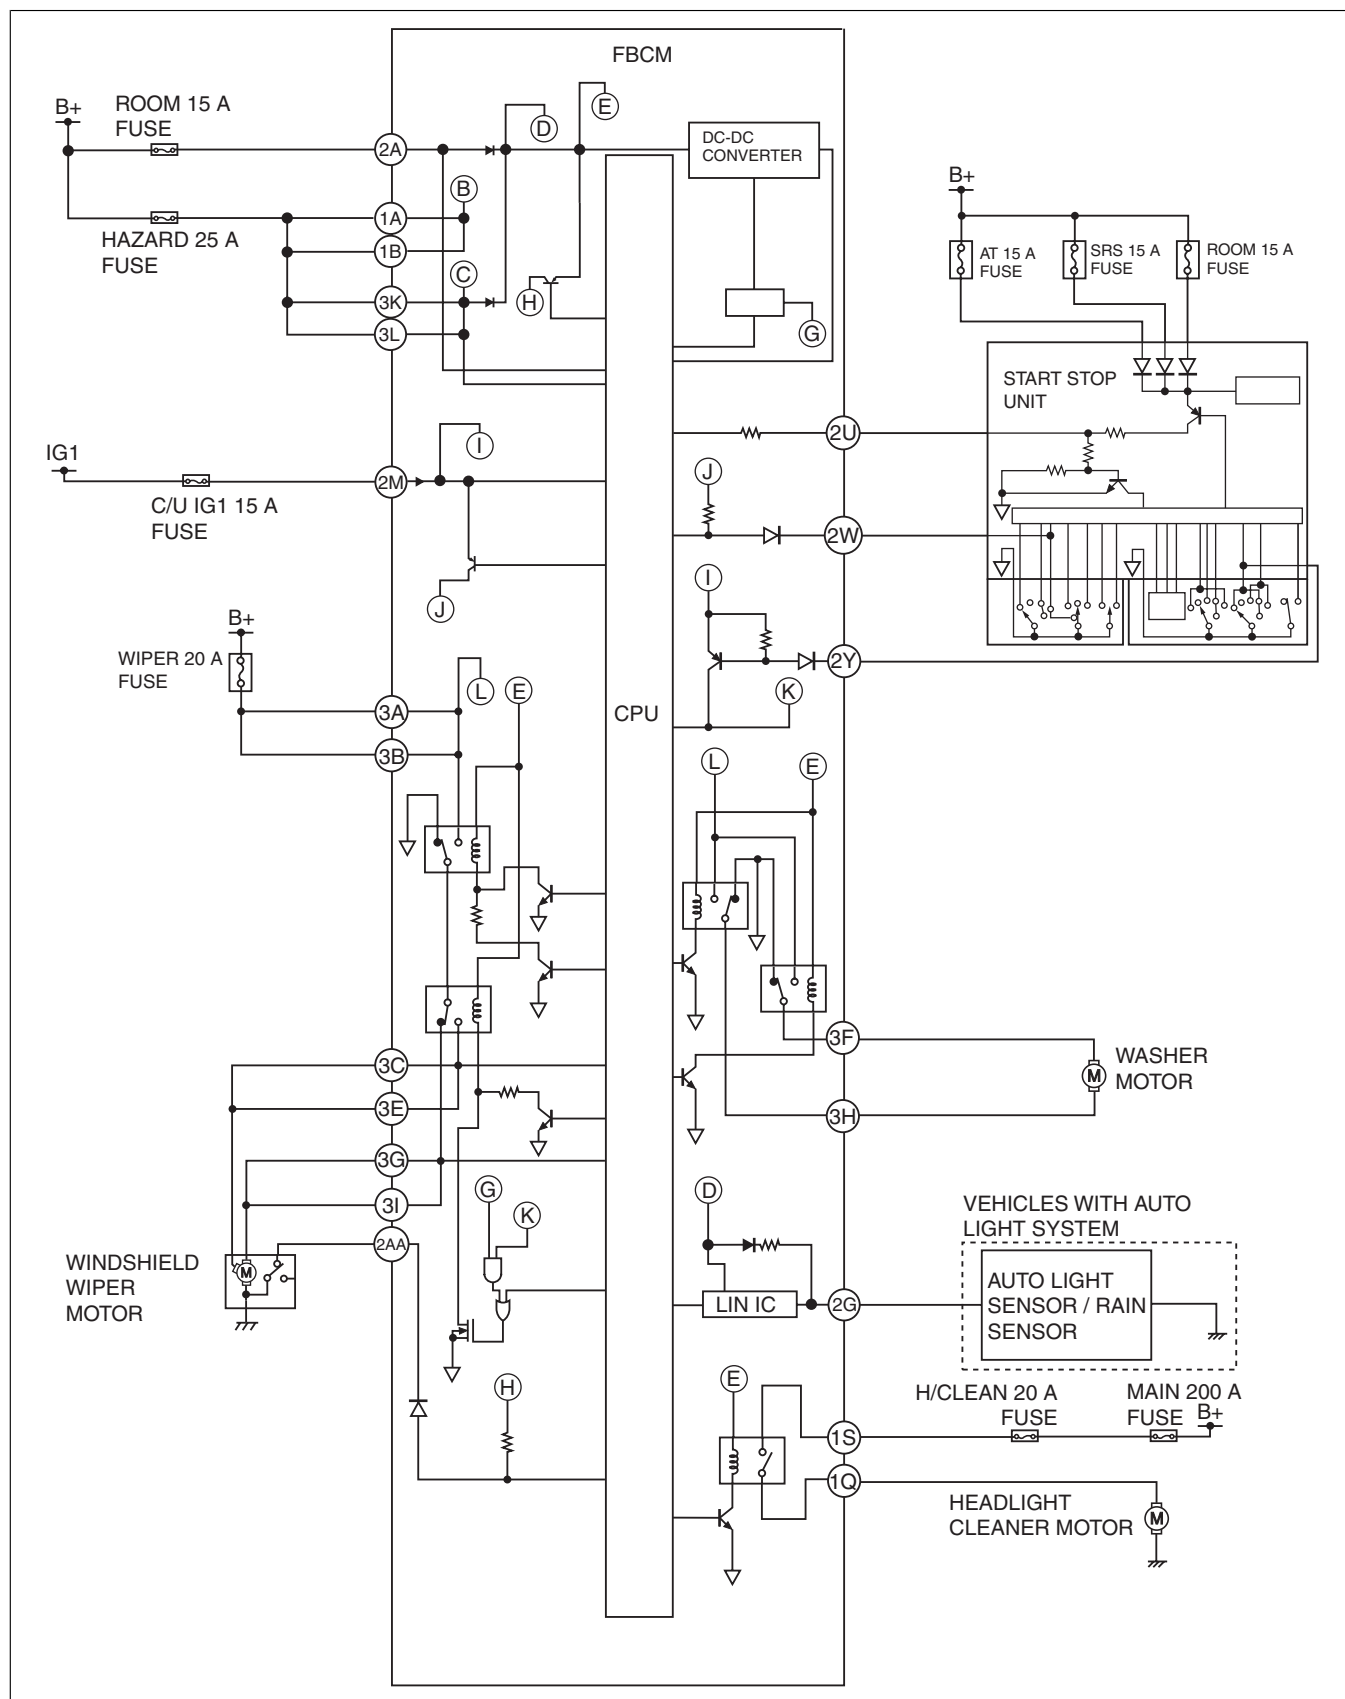 FBCM
B+
ROOM 15 A
FUSE
E
D
2A
DC-DC
CONVERTER
B
1A
HAZARD 25 A
FUSE
1B
C
3K
H
3L
G
B+
AT 15 A
FUSE
SRS 15 A
FUSE
ROOM 15 A
FUSE
START STOP
UNIT
IG1
C/U IG1 15 A
FUSE
2M
I
J
2U
J
2W
I
2Y
K
B+
WIPER 20 A
FUSE
L
E
3A
3B
CPU
L
E
3C
3E
3G
3I
2AA
G
K
WINDSHIELD
WIPER
MOTOR
M
H
3F
WASHER
MOTOR
M
3H
D
LIN IC
2G
VEHICLES WITH AUTO
LIGHT SYSTEM
AUTO LIGHT
SENSOR / RAIN
SENSOR
E
H/CLEAN 20 A
FUSE
MAIN 200 A
FUSE
B+
1S
1Q
HEADLIGHT
CLEANER MOTOR
M